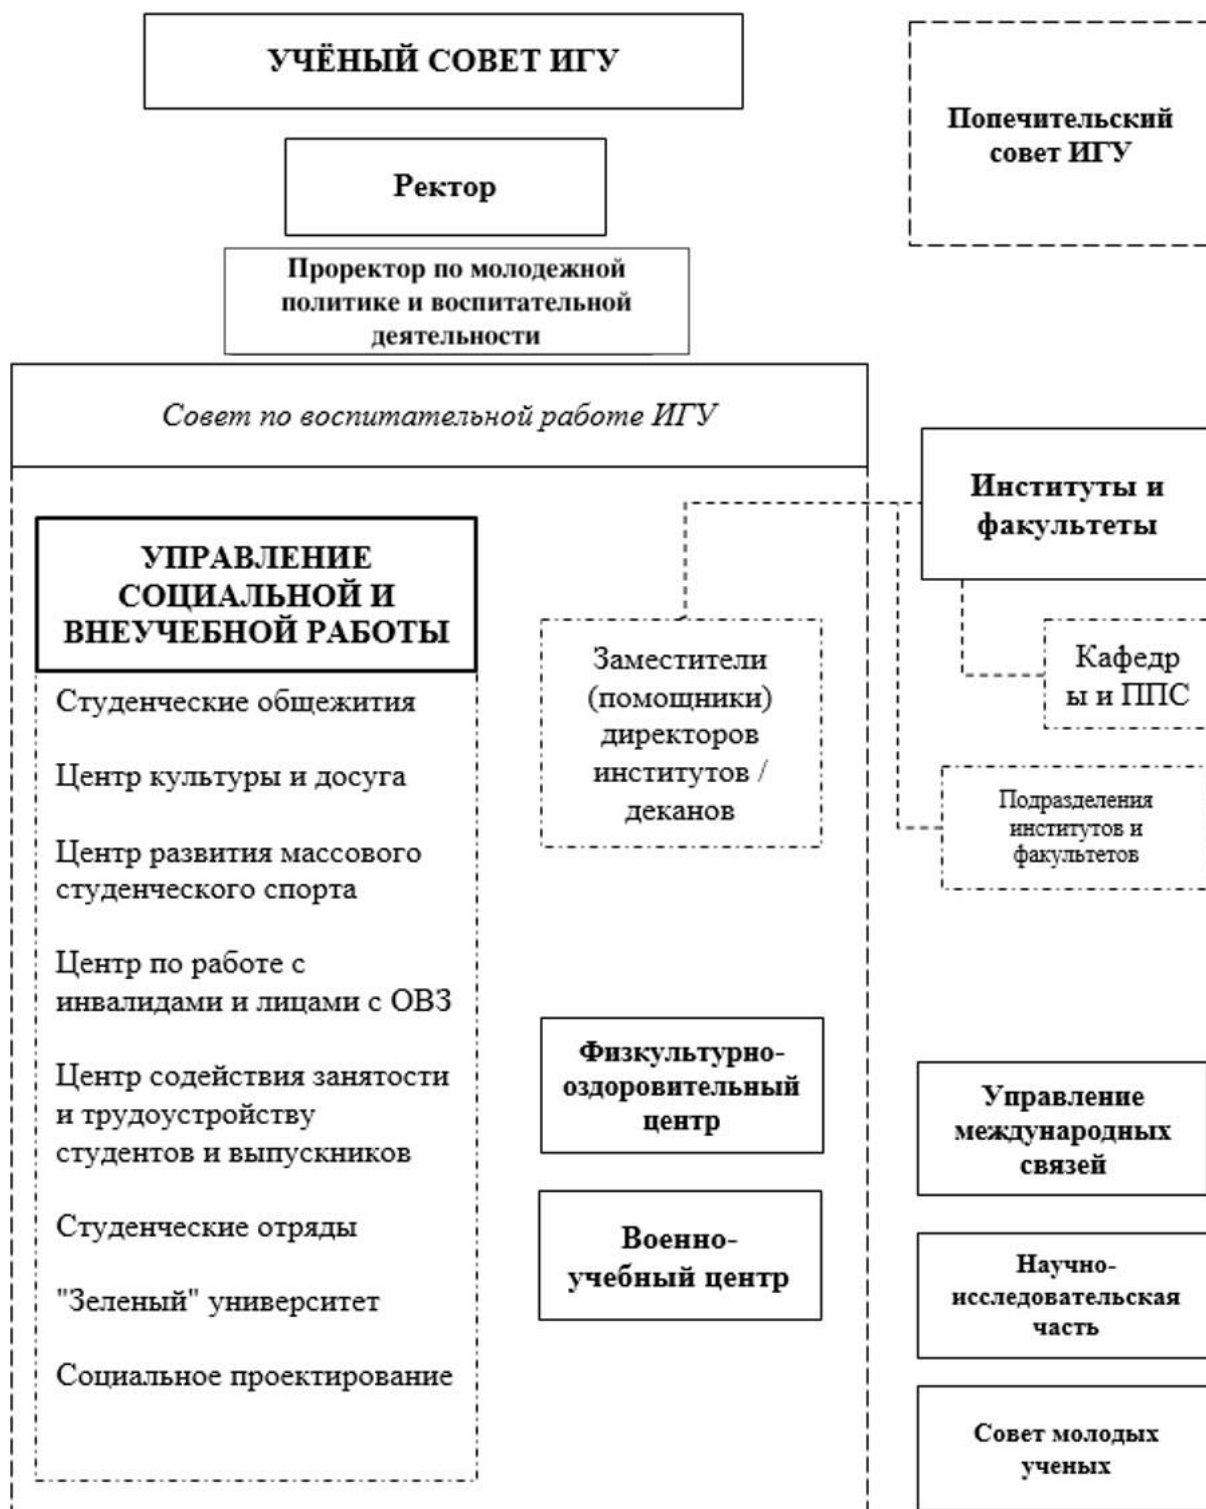 УЧЁНЫЙ СОВЕТ ИГУ
Попечительский
совет ИГУ
Ректор
Проректор по молодежной
политике и воспитательной
деятельности
Совет по воспитательной работе ИГУ
Институты и
факультеты
УПРАВЛЕНИЕ
СОЦИАЛЬНОЙ И
ВНЕУЧЕБНОЙ РАБОТЫ
Студенческие общежития
Центр культуры и досуга
Центр развития массового
студенческого спорта
Центр по работе с
инвалидами и лицами с ОВЗ
Центр содействия занятости
и трудоустройству
студентов и выпускников
Студенческие отряды
"Зеленый" университет
Социальное проектирование
Заместители
(помощники)
директоров
институтов /
деканов
Кафедр
ы и ППС
Подразделения
институтов и
факультетов
Физкультурно-
оздоровительный
центр
Военно-
учебный центр
Управление
международных
связей
Научно-
исследовательская
часть
Совет молодых
ученых